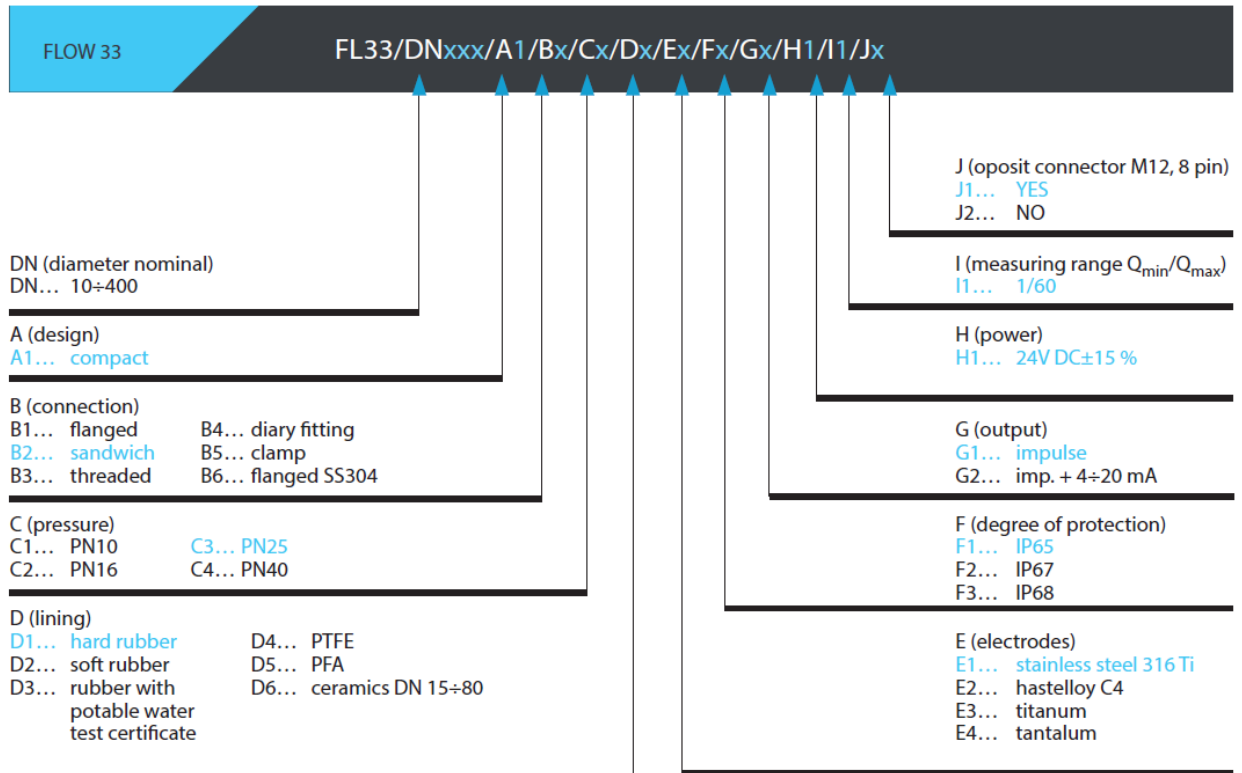 FLOW 33
FL33/DNxxx/A1/Bx/Cx/Dx/Ex/Fx/Gx/H1/I1/Jx
DN (diameter nominal)
DN... 10÷400
A (design)
A1... compact
B (connection)
B1... flanged B4... diary fitting
B2... sandwich B5... clamp
B3... threaded B6... flanged SS304
C (pressure)
C1... PN10 C3... PN25
C2... PN16 C4... PN40
D (lining)
D1... hard rubber D4... PTFE
D2... soft rubber D5... PFA
D3... rubber with D6... ceramics DN 15÷80
potable water
test certificate
J (oposit connector M12, 8 pin)
J1... YES
J2... NO
I (measuring range Qmin/Qmax)
I1... 1/60
H (power)
H1... 24V DC±15 %
G (output)
G1... impulse
G2... imp. + 4÷20 mA
F (degree of protection)
F1... IP65
F2... IP67
F3... IP68
E (electrodes)
E1... stainless steel 316 Ti
E2... hastelloy C4
E3... titanum
E4... tantalum